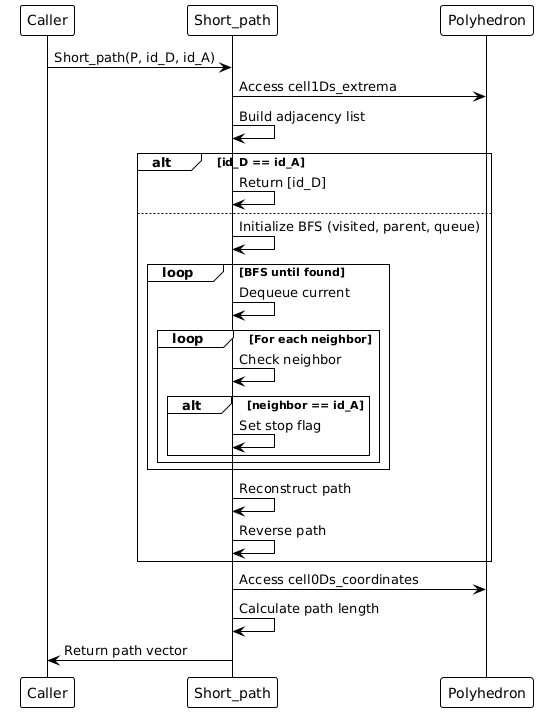 Caller Short_path Polyhedron
Short_path(P, id_D, id_A)
Access cell1Ds_extrema
Build adjacency list
alt [id_D == id_A]
Return [id_D]
Initialize BFS (visited, parent, queue)
loop [BFS until found]
Dequeue current
loop [For each neighbor]
Check neighbor
alt [neighbor == id_A]
Set stop flag
Reconstruct path
Reverse path
Access cell0Ds_coordinates
Calculate path length
Return path vector
Caller Short_path Polyhedron